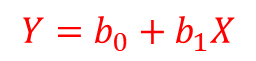 Y = b₀ + b₁X